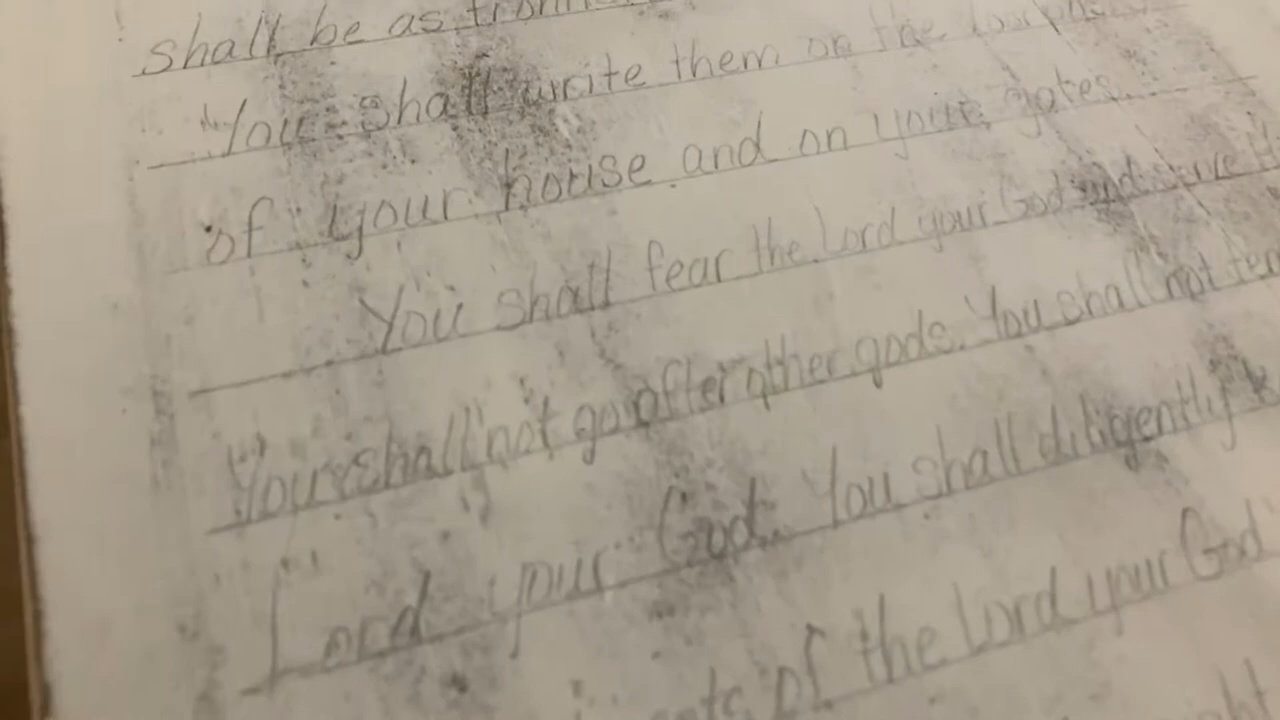 shall be as
You shall write them on the
of your house and on your gates.
You shall fear the Lord your God and serve
You shall not go after other gods. You shall not
Lord your God. You shall diligently
of the Lord your God